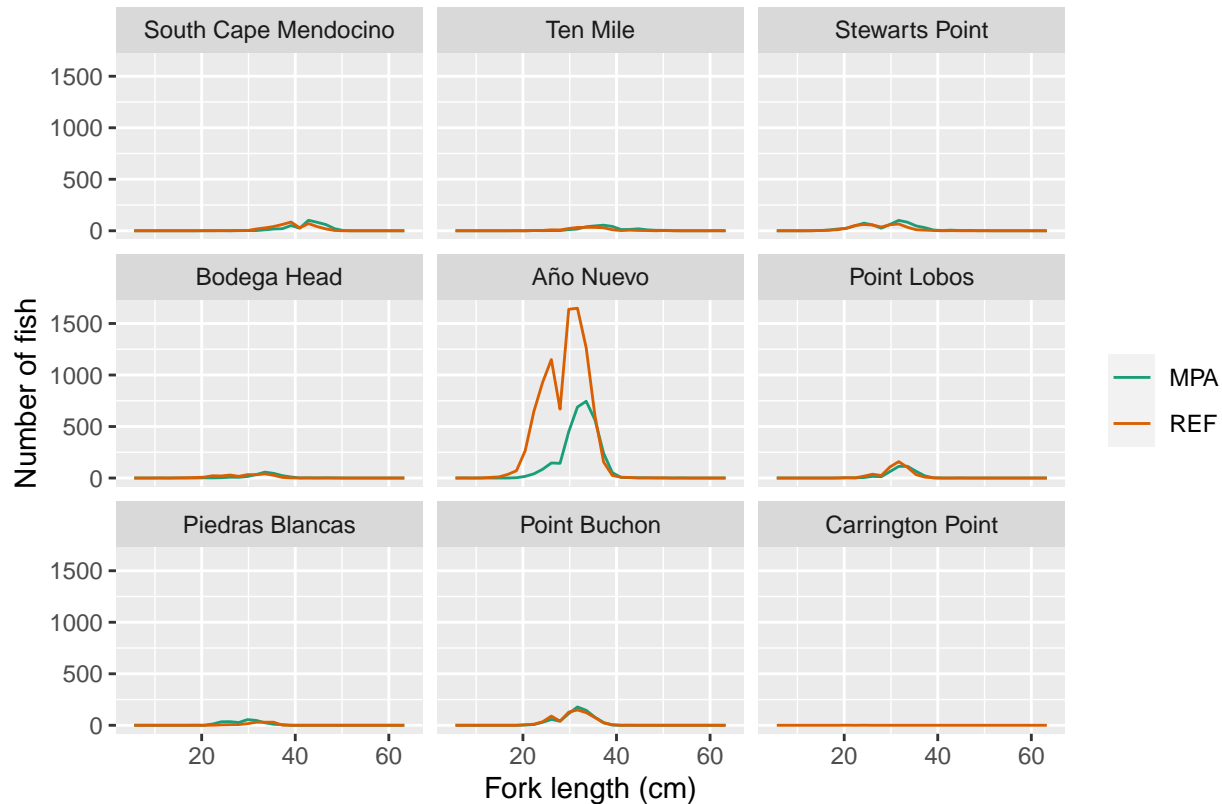 South Cape Mendocino
Ten Mile
Stewarts Point
1500
1000
500
0
Bodega Head
Año Nuevo
Point Lobos
1500
1000
500
0
Number of fish
MPA
REF
Piedras Blancas
Point Buchon
Carrington Point
1500
1000
500
0
20 40 60
20 40 60
20 40 60
Fork length (cm)